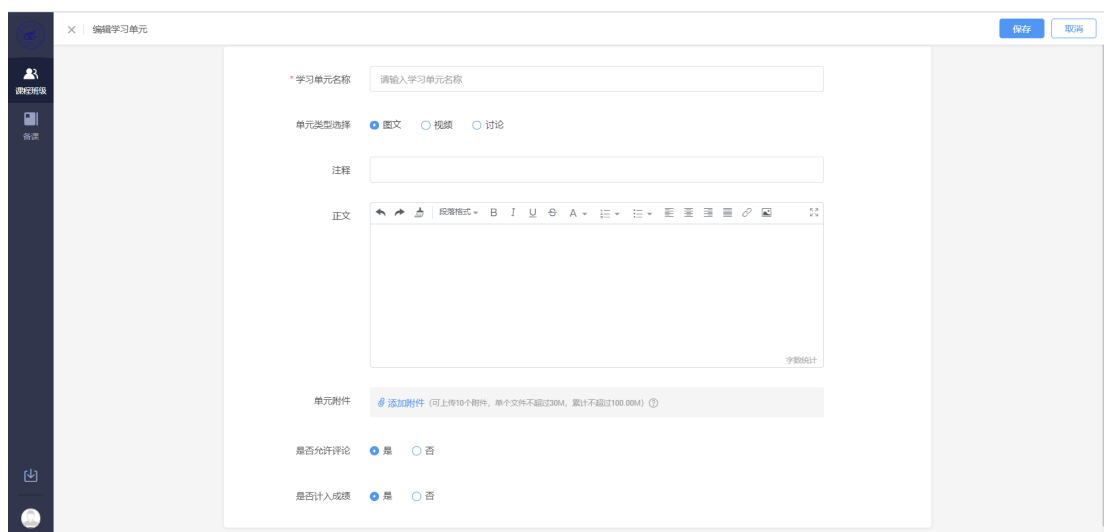 编辑学习单元
保存 取消
课程班级
备课
* 学习单元名称 请输入学习单元名称
单元类型选择 图文 视频 讨论
注释
正文 段落格式 B I U S A
字数统计
单元附件 添加附件 (可上传10个附件, 单个文件不超过30M, 累计不超过100.00M)
是否允许评论 是 否
是否计入成绩 是 否